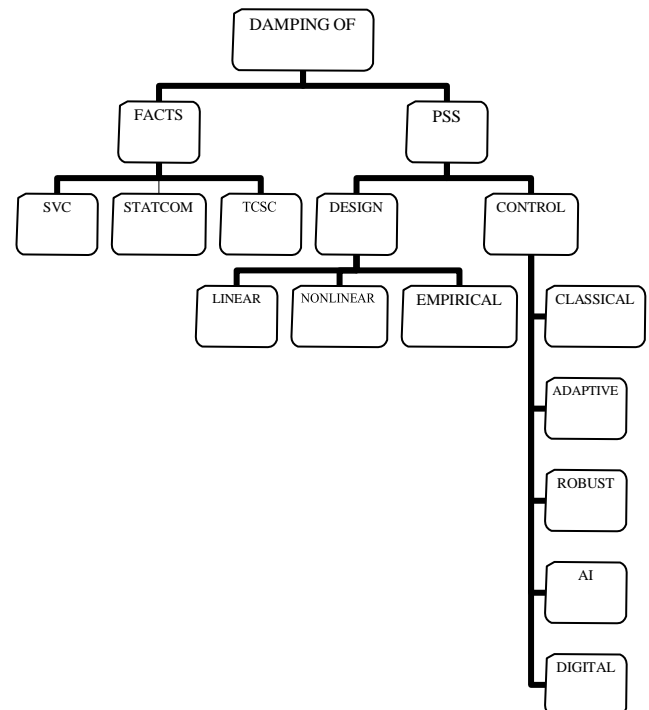 DAMPING OF
FACTS
PSS
SVC
STATCOM
TCSC
DESIGN
CONTROL
LINEAR
NONLINEAR
EMPIRICAL
CLASSICAL
ADAPTIVE
ROBUST
AI
DIGITAL